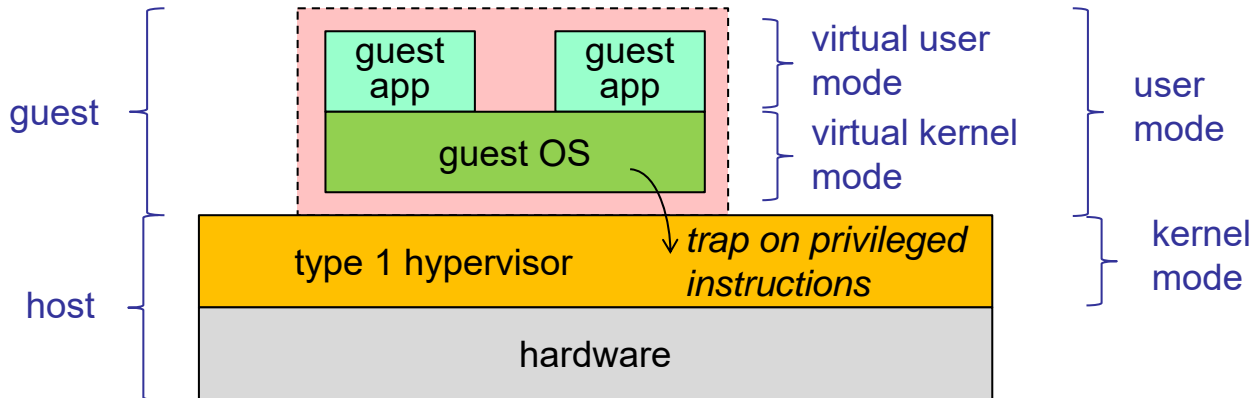 guest
app
guest
app
virtual user
mode
user
mode
guest
guest OS
virtual kernel
mode
type 1 hypervisor
trap on privileged
instructions
kernel
mode
host
hardware